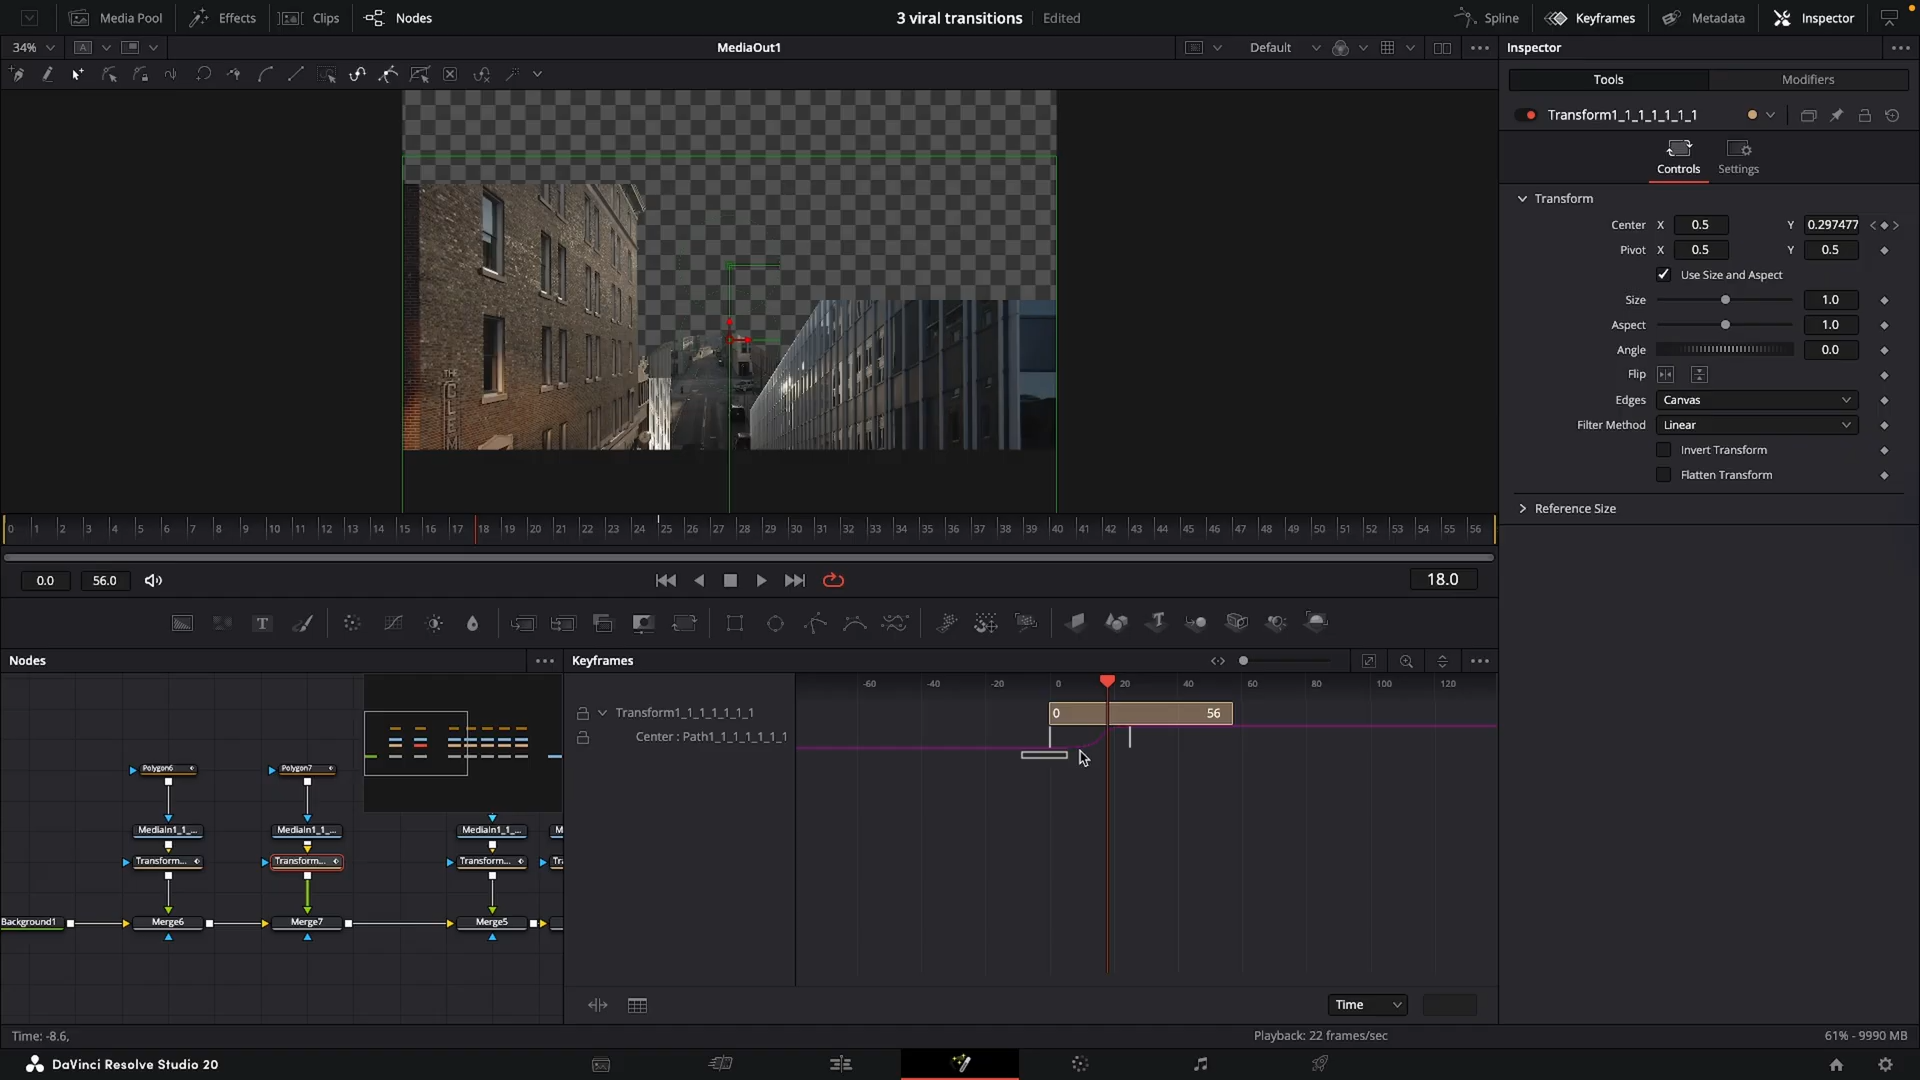 Media Pool Effects Clips Nodes 3 viral transitions Edited Spline Keyframes Metadata Inspector
34% A MediaOut1 Default Inspector
Tools Modifiers
Transform1_1_1_1_1_1_1
Controls Settings
Transform
Center X 0.5 Y 0.297477
Pivot X 0.5 Y 0.5
Use Size and Aspect
Size 1.0
Aspect 1.0
Angle 0.0
Flip
Edges Canvas
Filter Method Linear
Invert Transform
Flatten Transform
Reference Size
THE CLEM
0 1 2 3 4 5 6 7 8 9 10 11 12 13 14 15 16 17 18 19 20 21 22 23 24 25 26 27 28 29 30 31 32 33 34 35 36 37 38 39 40 41 42 43 44 45 46 47 48 49 50 51 52 53 54 55 56
0.0 56.0 18.0
T T
Nodes Keyframes
-60 -40 -20 0 20 40 60 80 100 120
Transform1_1_1_1_1_1_1 0 56
Center : Path1_1_1_1_1_1_1
Polygon6 Polygon7
MediaIn1_1_... MediaIn1_1_... MediaIn1_1_... M
Transform... Transform... Transform... Tr
Background1 Merge6 Merge7 Merge5
Time
Time: -8.6, Playback: 22 frames/sec 61% - 9990 MB
DaVinci Resolve Studio 20